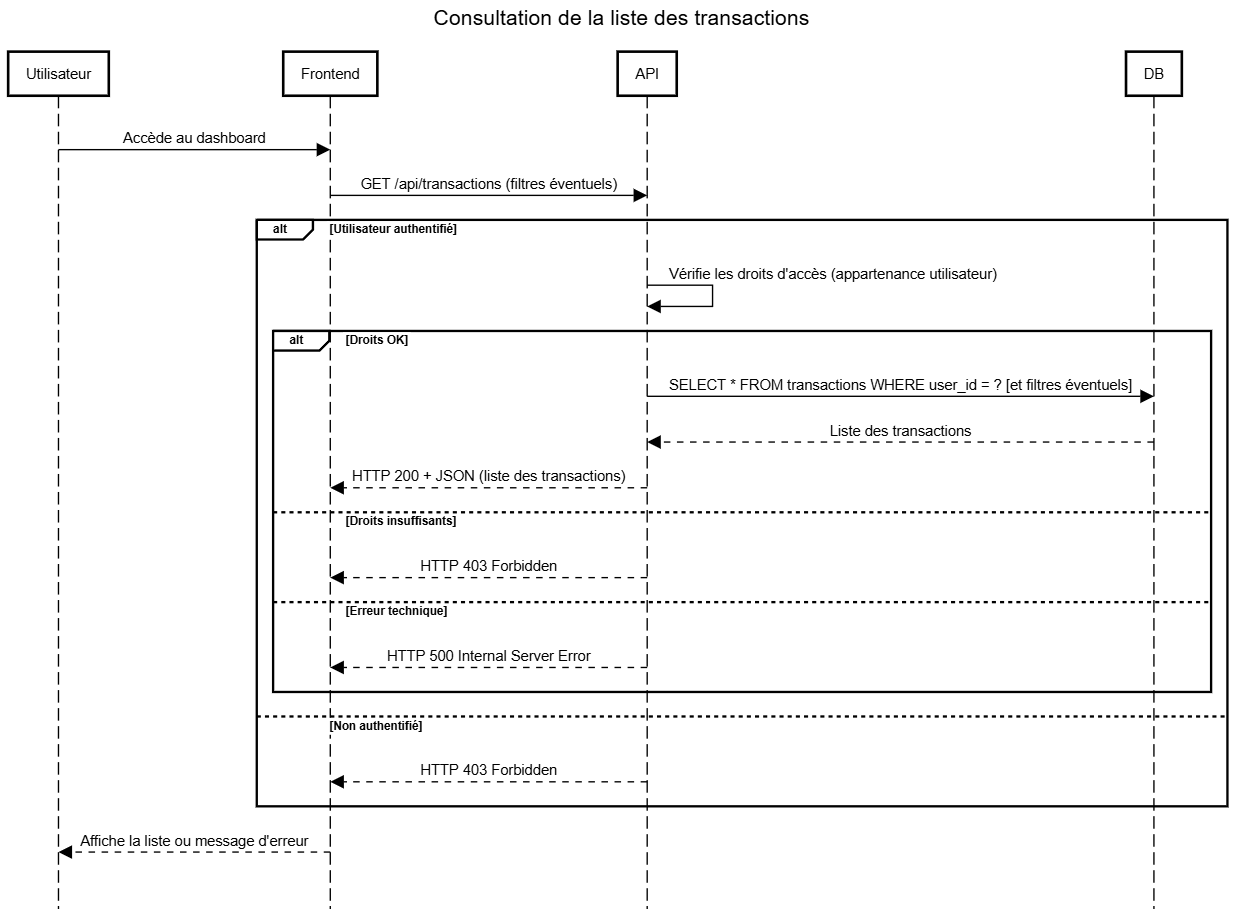 Consultation de la liste des transactions
Utilisateur
Frontend
API
DB
Accède au dashboard
GET /api/transactions (filtres éventuels)
alt
[Utilisateur authentifié]
Vérifie les droits d'accès (appartenance utilisateur)
alt
[Droits OK]
SELECT * FROM transactions WHERE user_id = ? [et filtres éventuels]
Liste des transactions
HTTP 200 + JSON (liste des transactions)
[Droits insuffisants]
HTTP 403 Forbidden
[Erreur technique]
HTTP 500 Internal Server Error
[Non authentifié]
HTTP 403 Forbidden
Affiche la liste ou message d'erreur